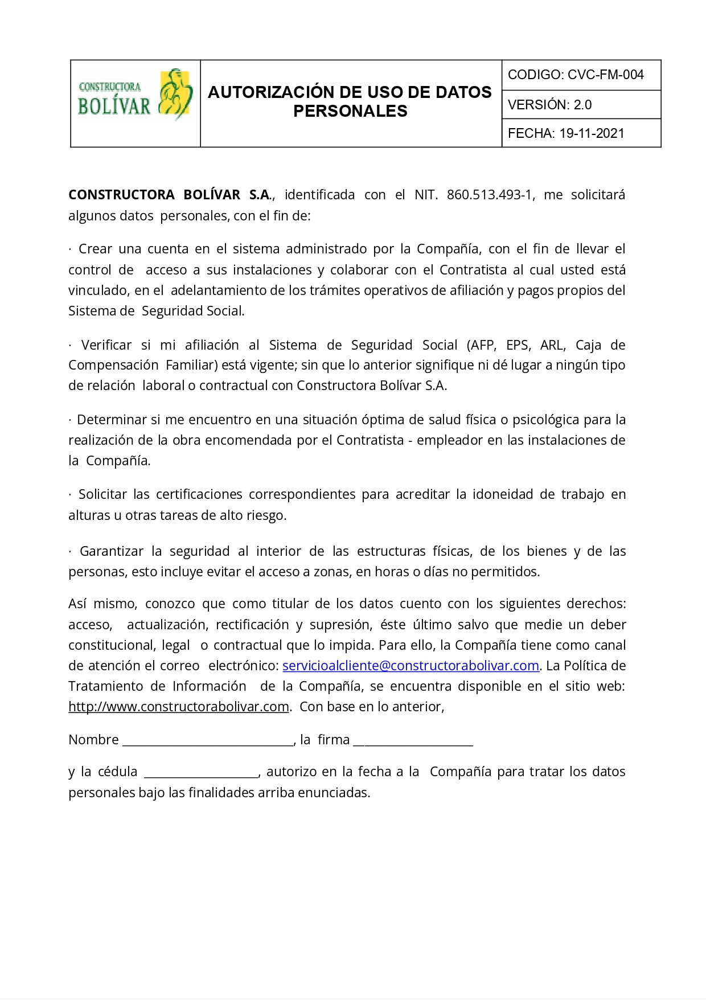 CONSTRUCTORA
BOLÍVAR
AUTORIZACIÓN DE USO DE DATOS
PERSONALES
CODIGO: CVC-FM-004
VERSIÓN: 2.0
FECHA: 19-11-2021
CONSTRUCTORA BOLÍVAR S.A., identificada con el NIT. 860.513.493-1, me solicitará
algunos datos personales, con el fin de:
· Crear una cuenta en el sistema administrado por la Compañía, con el fin de llevar el
control de acceso a sus instalaciones y colaborar con el Contratista al cual usted está
vinculado, en el adelantamiento de los trámites operativos de afiliación y pagos propios del
Sistema de Seguridad Social.
· Verificar si mi afiliación al Sistema de Seguridad Social (AFP, EPS, ARL, Caja de
Compensación Familiar) está vigente; sin que lo anterior signifique ni dé lugar a ningún tipo
de relación laboral o contractual con Constructora Bolívar S.A.
· Determinar si me encuentro en una situación óptima de salud física o psicológica para la
realización de la obra encomendada por el Contratista - empleador en las instalaciones de
la Compañía.
· Solicitar las certificaciones correspondientes para acreditar la idoneidad de trabajo en
alturas u otras tareas de alto riesgo.
· Garantizar la seguridad al interior de las estructuras físicas, de los bienes y de las
personas, esto incluye evitar el acceso a zonas, en horas o días no permitidos.
Así mismo, conozco que como titular de los datos cuento con los siguientes derechos:
acceso, actualización, rectificación y supresión, éste último salvo que medie un deber
constitucional, legal o contractual que lo impida. Para ello, la Compañía tiene como canal
de atención el correo electrónico: servicioalcliente@constructorabolivar.com. La Política de
Tratamiento de Información de la Compañía, se encuentra disponible en el sitio web:
http://www.constructorabolivar.com. Con base en lo anterior,
Nombre ______________________________, la firma _____________________
y la cédula ____________________, autorizo en la fecha a la Compañía para tratar los datos
personales bajo las finalidades arriba enunciadas.